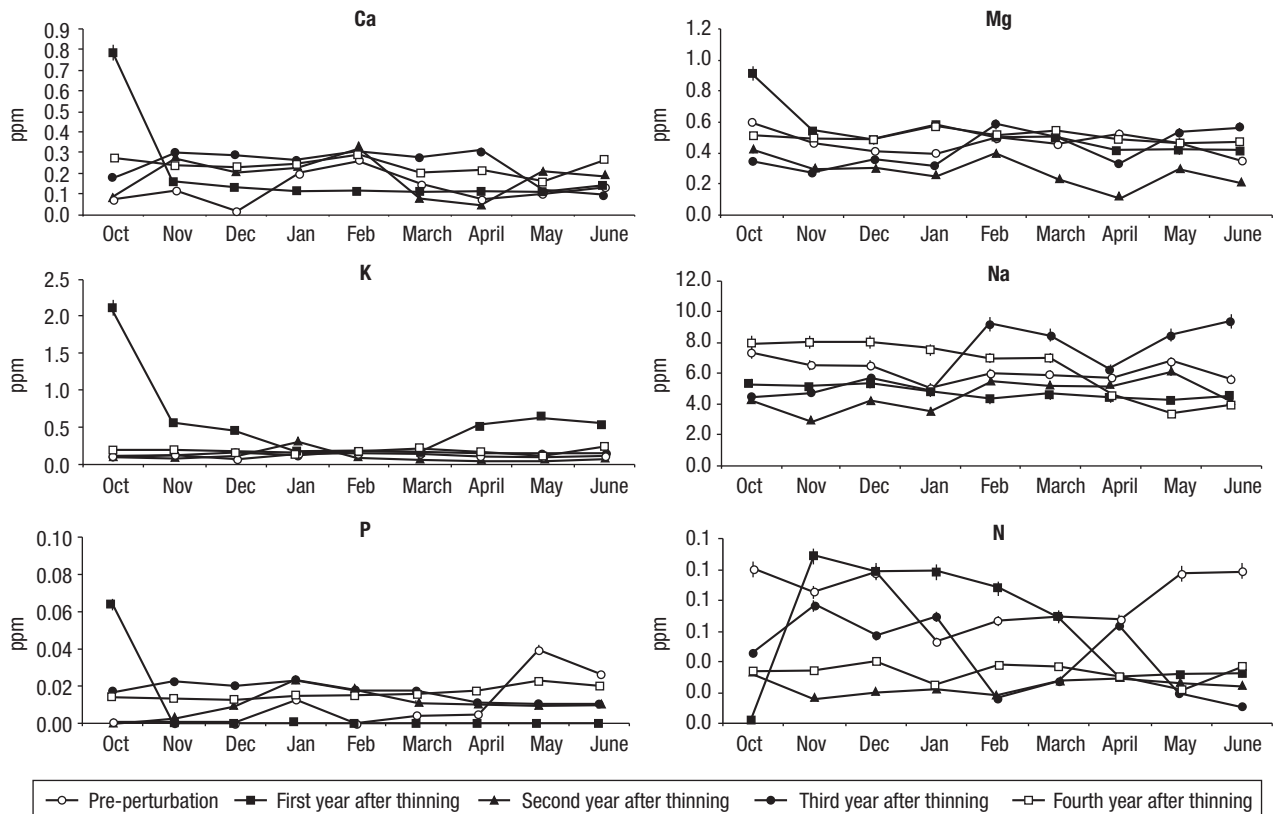 Ca
ppm
0.9
0.8
0.7
0.6
0.5
0.4
0.3
0.2
0.1
0.0
Oct Nov Dec Jan Feb March April May June
Mg
ppm
1.2
1.0
0.8
0.6
0.4
0.2
0.0
Oct Nov Dec Jan Feb March April May June
K
ppm
2.5
2.0
1.5
1.0
0.5
0.0
Oct Nov Dec Jan Feb March April May June
Na
ppm
12.0
10.0
8.0
6.0
4.0
2.0
0.0
Oct Nov Dec Jan Feb March April May June
P
ppm
0.10
0.08
0.06
0.04
0.02
0.00
Oct Nov Dec Jan Feb March April May June
N
ppm
0.1
0.1
0.1
0.1
0.0
0.0
0.0
Oct Nov Dec Jan Feb March April May June
Pre-perturbation First year after thinning Second year after thinning Third year after thinning Fourth year after thinning